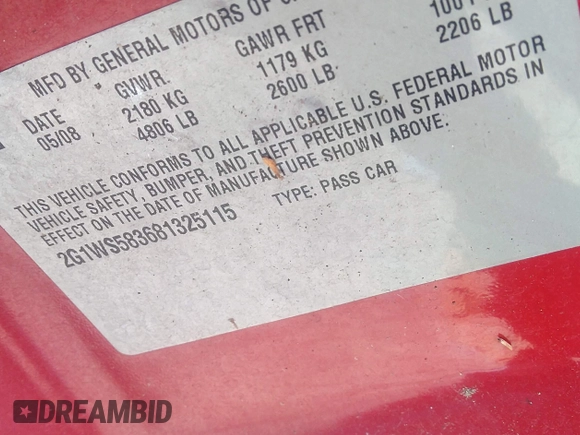 MFD BY GENERAL MOTORS OF
DATE GVWR. GAWR FRT
05/08 2180 KG 1179 KG
4806 LB 2600 LB 2206 LB
THIS VEHICLE CONFORMS TO ALL APPLICABLE U.S. FEDERAL MOTOR
VEHICLE SAFETY, BUMPER, AND THEFT PREVENTION STANDARDS IN
EFFECT ON THE DATE OF MANUFACTURE SHOWN ABOVE.
2G1WS583681325115 TYPE: PASS CAR
DREAMBID